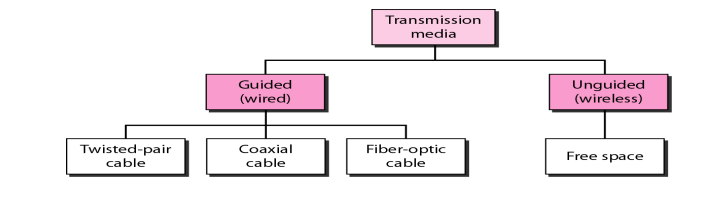 Transmission
media
Guided
(wired)
Unguided
(wireless)
Twisted-pair
cable
Coaxial
cable
Fiber-optic
cable
Free space